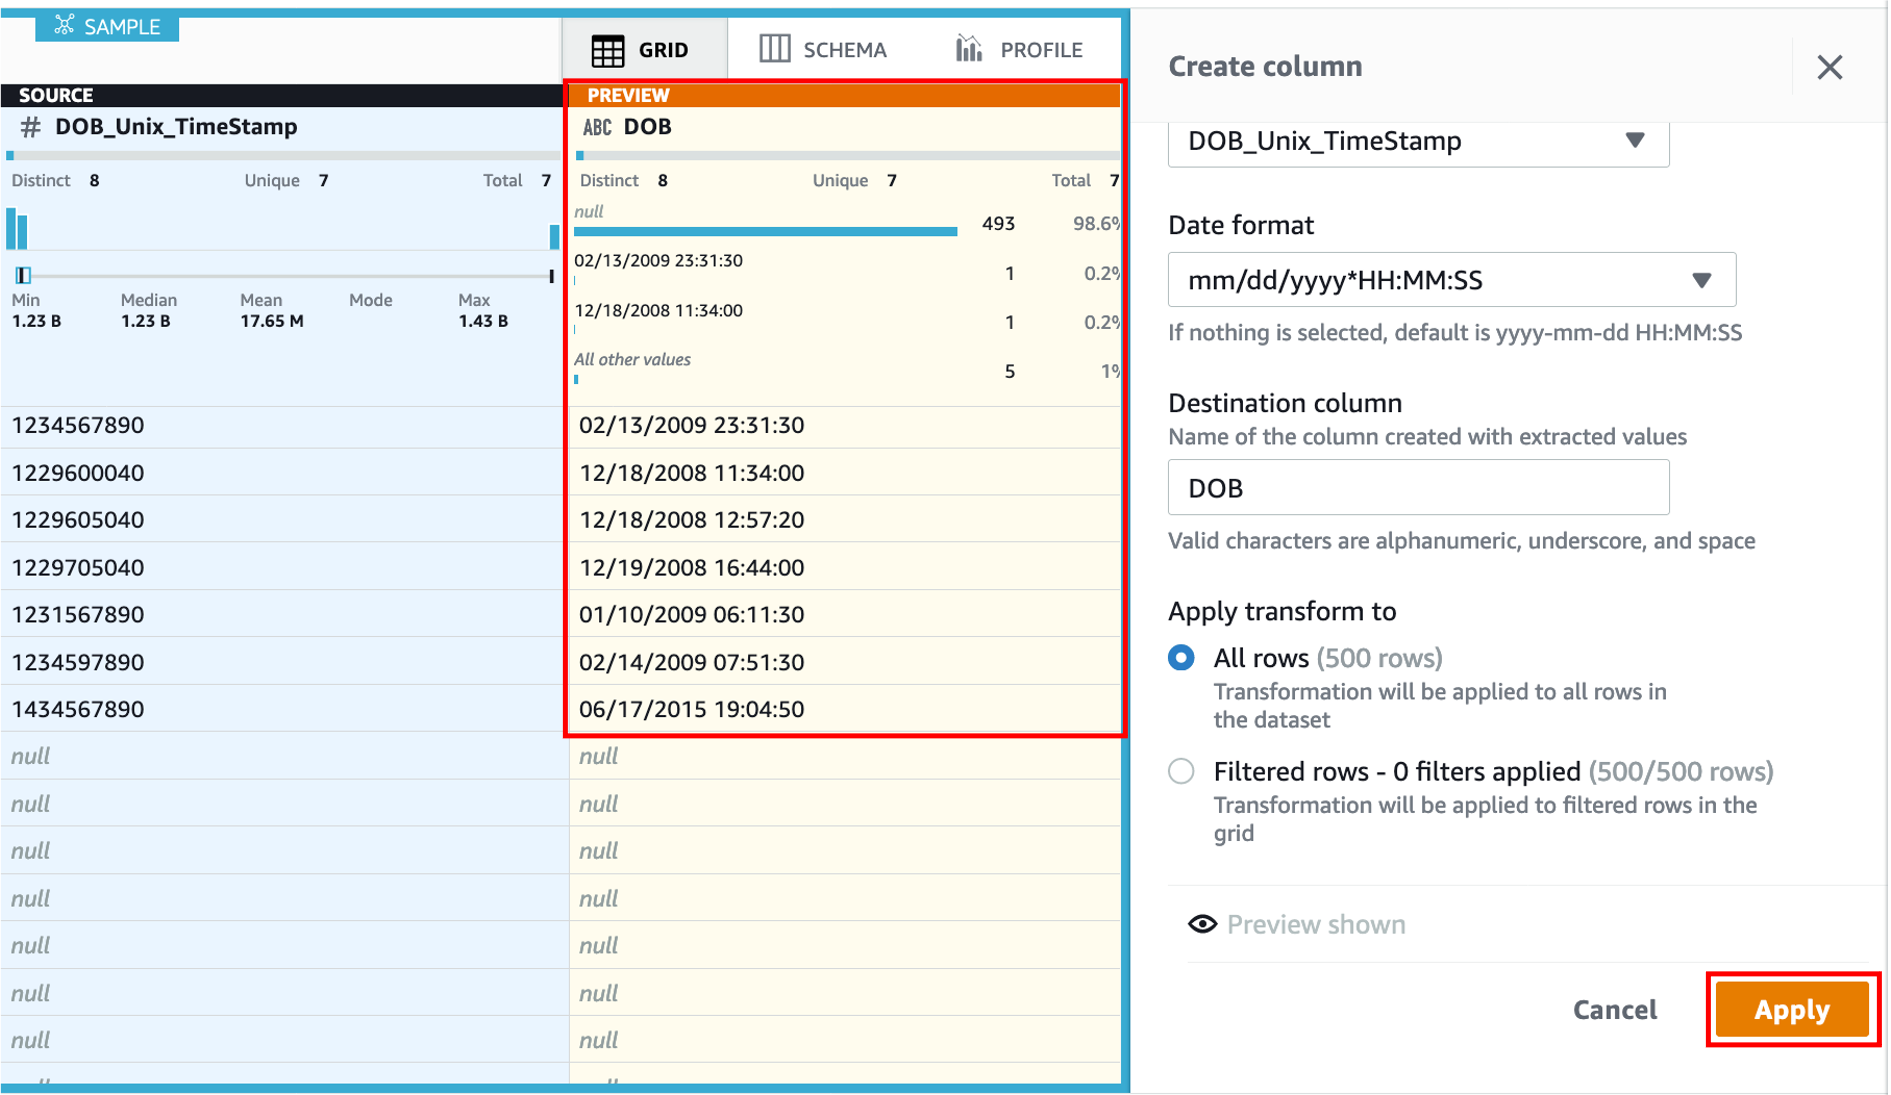 SAMPLE
GRID
SCHEMA
PROFILE
SOURCE
# DOB_Unix_TimeStamp
Distinct 8 Unique 7 Total 7
Min Median Mean Mode Max
1.23 B 1.23 B 17.65 M 1.43 B
1234567890
1229600040
1229605040
1229705040
1231567890
1234597890
1434567890
null
null
null
null
null
null
null
PREVIEW
ABC DOB
Distinct 8 Unique 7 Total 7
null 493 98.6%
02/13/2009 23:31:30 1 0.2%
12/18/2008 11:34:00 1 0.2%
All other values 5 1%
02/13/2009 23:31:30
12/18/2008 11:34:00
12/18/2008 12:57:20
12/19/2008 16:44:00
01/10/2009 06:11:30
02/14/2009 07:51:30
06/17/2015 19:04:50
null
null
null
null
null
null
null
Create column
DOB_Unix_TimeStamp
Date format
mm/dd/yyyy*HH:MM:SS
If nothing is selected, default is yyyy-mm-dd HH:MM:SS
Destination column
Name of the column created with extracted values
DOB
Valid characters are alphanumeric, underscore, and space
Apply transform to
All rows (500 rows)
Transformation will be applied to all rows in
the dataset
Filtered rows - 0 filters applied (500/500 rows)
Transformation will be applied to filtered rows in the
grid
Preview shown
Cancel
Apply